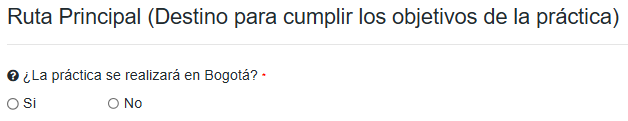 Ruta Principal (Destino para cumplir los objetivos de la práctica)
¿La práctica se realizará en Bogotá? *
Si No